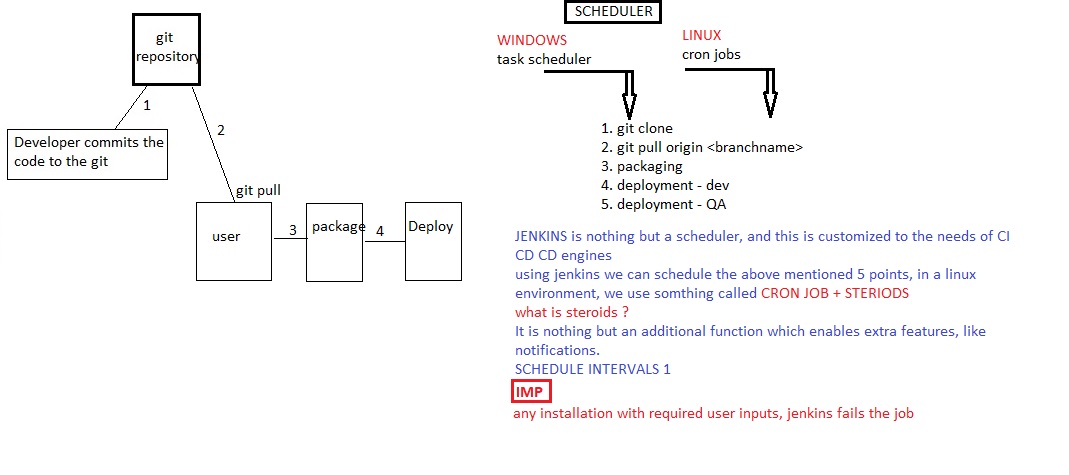 git
repository
1
Developer commits the
code to the git
2
git pull
user
3
package
4
Deploy
SCHEDULER
WINDOWS
task scheduler
LINUX
cron jobs
1. git clone
2. git pull origin <branchname>
3. packaging
4. deployment - dev
5. deployment - QA
JENKINS is nothing but a scheduler, and this is customized to the needs of CI
CD CD engines
using jenkins we can schedule the above mentioned 5 points, in a linux
environment, we use somthing called CRON JOB + STERIODS
what is steroids ?
It is nothing but an additional function which enables extra features, like
notifications.
SCHEDULE INTERVALS 1
IMP
any installation with required user inputs, jenkins fails the job